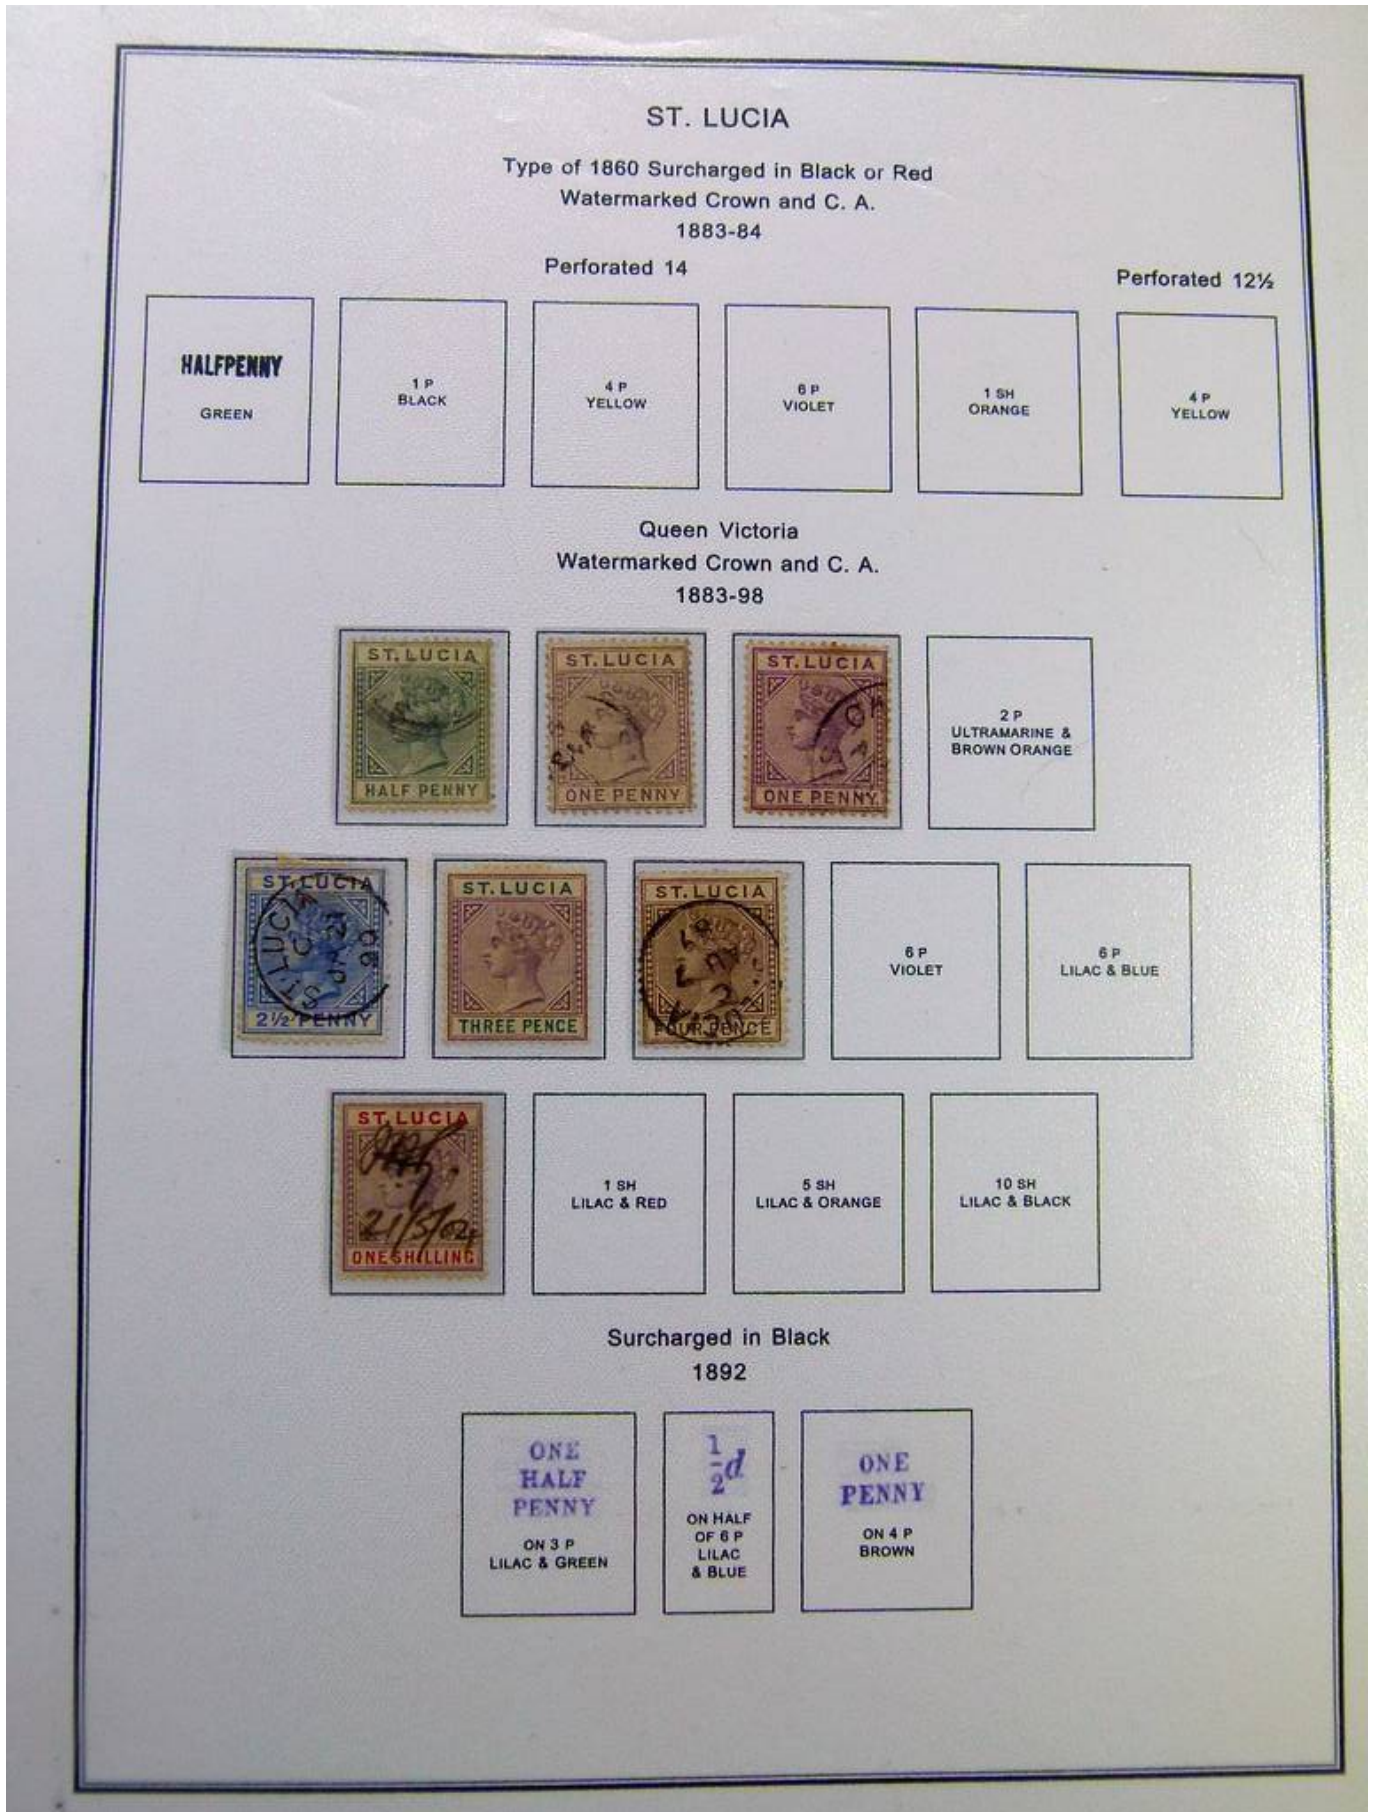 ST. LUCIA
Type of 1860 Surcharged in Black or Red
Watermarked Crown and C. A.
1883-84
Perforated 14
Perforated 12½
HALFPENNY
GREEN
1 P
BLACK
4 P
YELLOW
6 P
VIOLET
1 SH
ORANGE
4 P
YELLOW
Queen Victoria
Watermarked Crown and C. A.
1883-98
ST. LUCIA
HALF PENNY
ST. LUCIA
ONE PENNY
ST. LUCIA
ONE PENNY
2 P
ULTRAMARINE &
BROWN ORANGE
ST. LUCIA
ST. LUCIA
C
2½ PENNY
ST. LUCIA
THREE PENCE
ST. LUCIA
FOUR PENCE
6 P
VIOLET
6 P
LILAC & BLUE
ST. LUCIA
21/5/02
ONE SHILLING
1 SH
LILAC & RED
5 SH
LILAC & ORANGE
10 SH
LILAC & BLACK
Surcharged in Black
1892
ONE
HALF
PENNY
ON 3 P
LILAC & GREEN
½d
ON HALF
OF 6 P
LILAC
& BLUE
ONE
PENNY
ON 4 P
BROWN